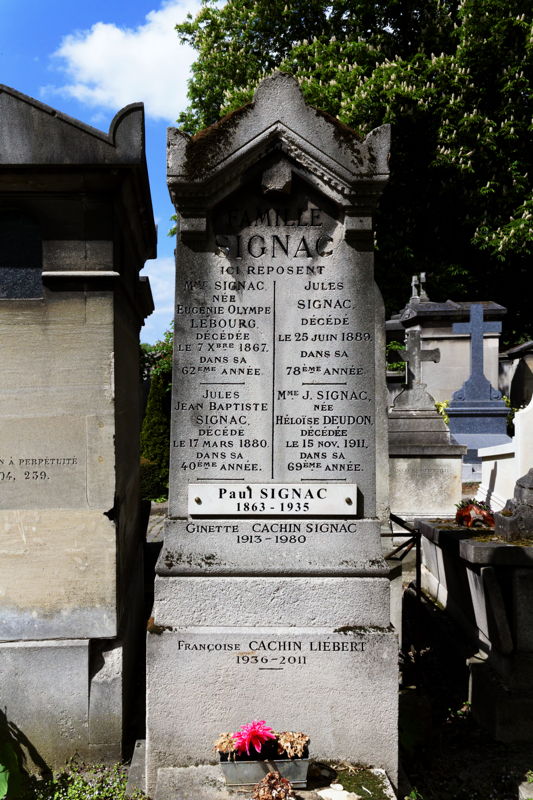 FAMILLE
SIGNAC
ICI REPOSENT
MME SIGNAC,
NÉE
EUGÉNIE OLYMPE
LEBOURG,
DÉCÉDÉE
LE 7 XBRE 1867,
DANS SA
62ÈME ANNÉE.
JULES
JEAN BAPTISTE
SIGNAC,
DÉCÉDÉ
LE 17 MARS 1880,
DANS SA
40ÈME ANNÉE.
JULES
SIGNAC,
DÉCÉDÉ
LE 25 JUIN 1889,
DANS SA
78ÈME ANNÉE.
MME J. SIGNAC,
NÉE
HÉLOÏSE DEUDON,
DÉCÉDÉE
LE 15 NOV. 1911,
DANS SA
69ÈME ANNÉE.
Paul SIGNAC
1863 - 1935
GINETTE CACHIN SIGNAC
1913-1980
FRANÇOISE CACHIN LIEBERT
1936-2011
N À PERPÉTUITÉ
04, 239.